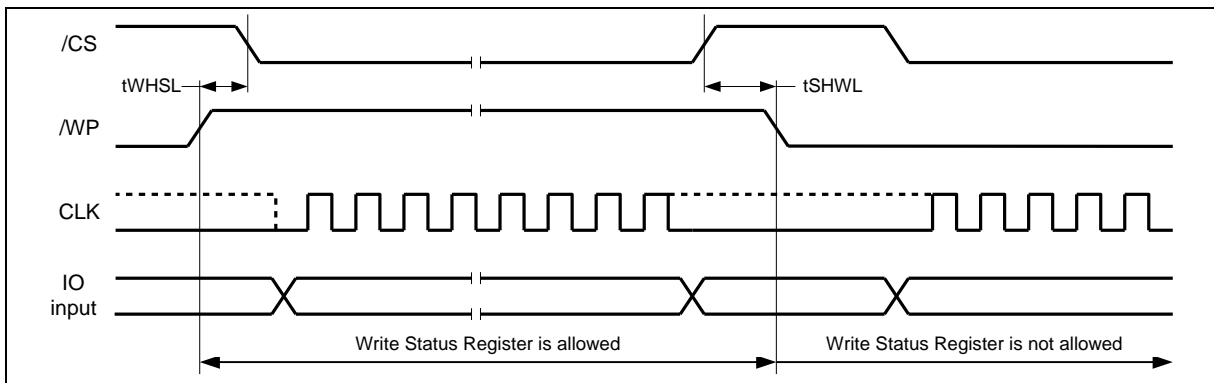 /CS
tWHSL
tSHWL
/WP
CLK
IO
input
Write Status Register is allowed
Write Status Register is not allowed